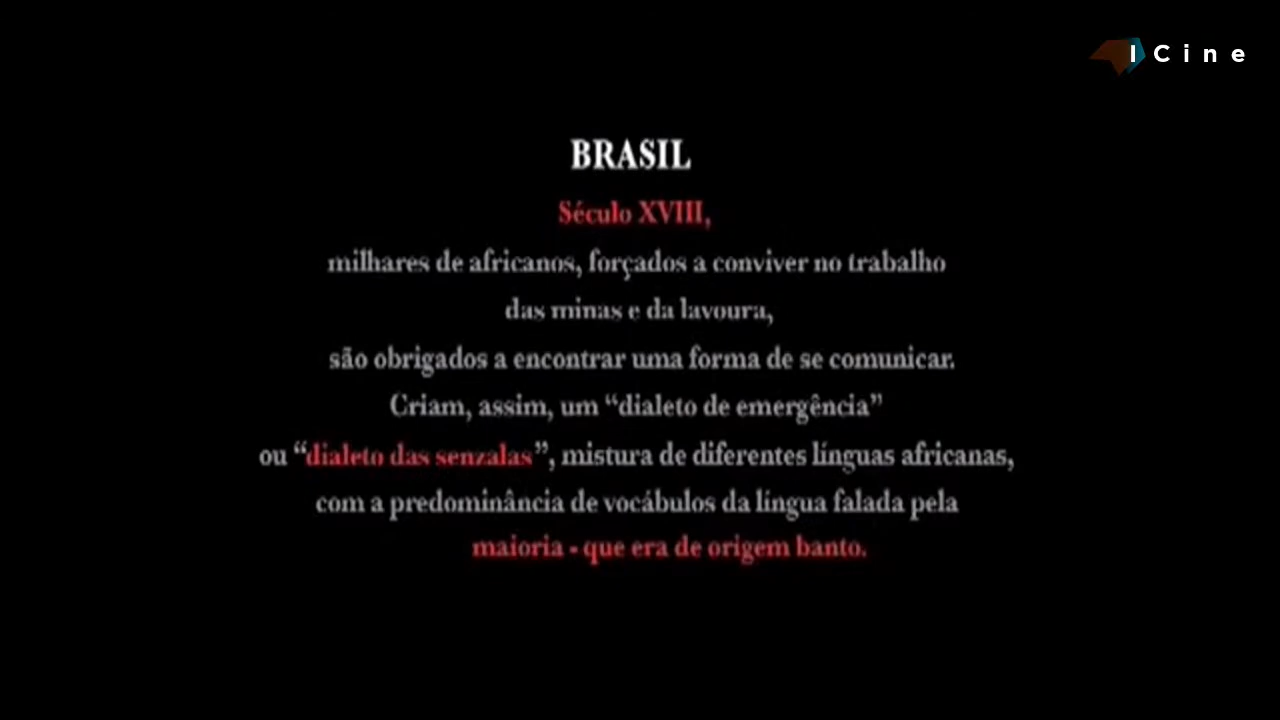 I Cine
BRASIL
Século XVIII,
milhares de africanos, forçados a conviver no trabalho
das minas e da lavoura,
são obrigados a encontrar uma forma de se comunicar.
Criam, assim, um “dialeto de emergência”
ou “dialeto das senzalas”, mistura de diferentes línguas africanas,
com a predominância de vocábulos da língua falada pela
maioria - que era de origem banto.